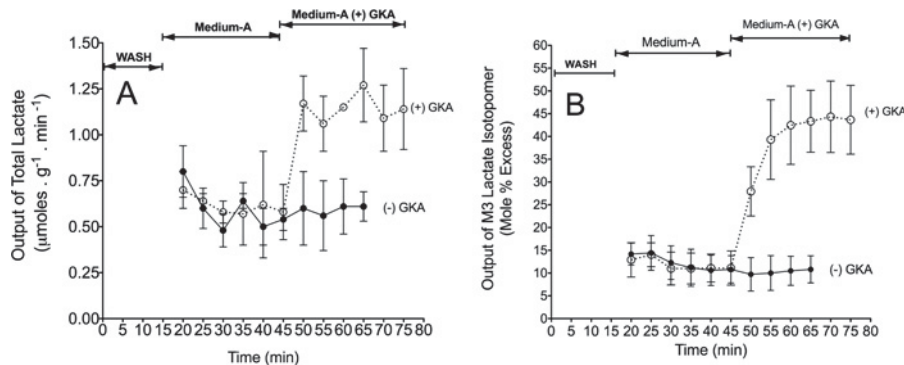 Medium-A (+) GKA
Medium-A
WASH
A
Output of Total Lactate
(µmoles . g-1 . min-1)
1.50
1.25
1.00
0.75
0.50
0.25
0.00
(+) GKA
(-) GKA
0 5 10 15 20 25 30 35 40 45 50 55 60 65 70 75 80
Time (min)
Medium-A (+) GKA
Medium-A
WASH
B
Output of M3 Lactate Isotopomer
(Mole % Excess)
60
55
50
45
40
35
30
25
20
15
10
5
0
(+) GKA
(-) GKA
0 5 10 15 20 25 30 35 40 45 50 55 60 65 70 75 80
Time (min)